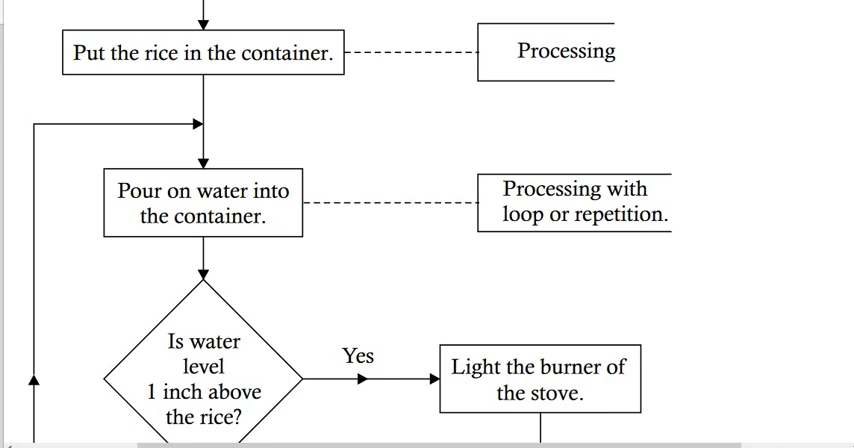 Put the rice in the container.
Processing
Pour on water into
the container.
Processing with
loop or repetition.
Is water
level
1 inch above
the rice?
Yes
Light the burner of
the stove.